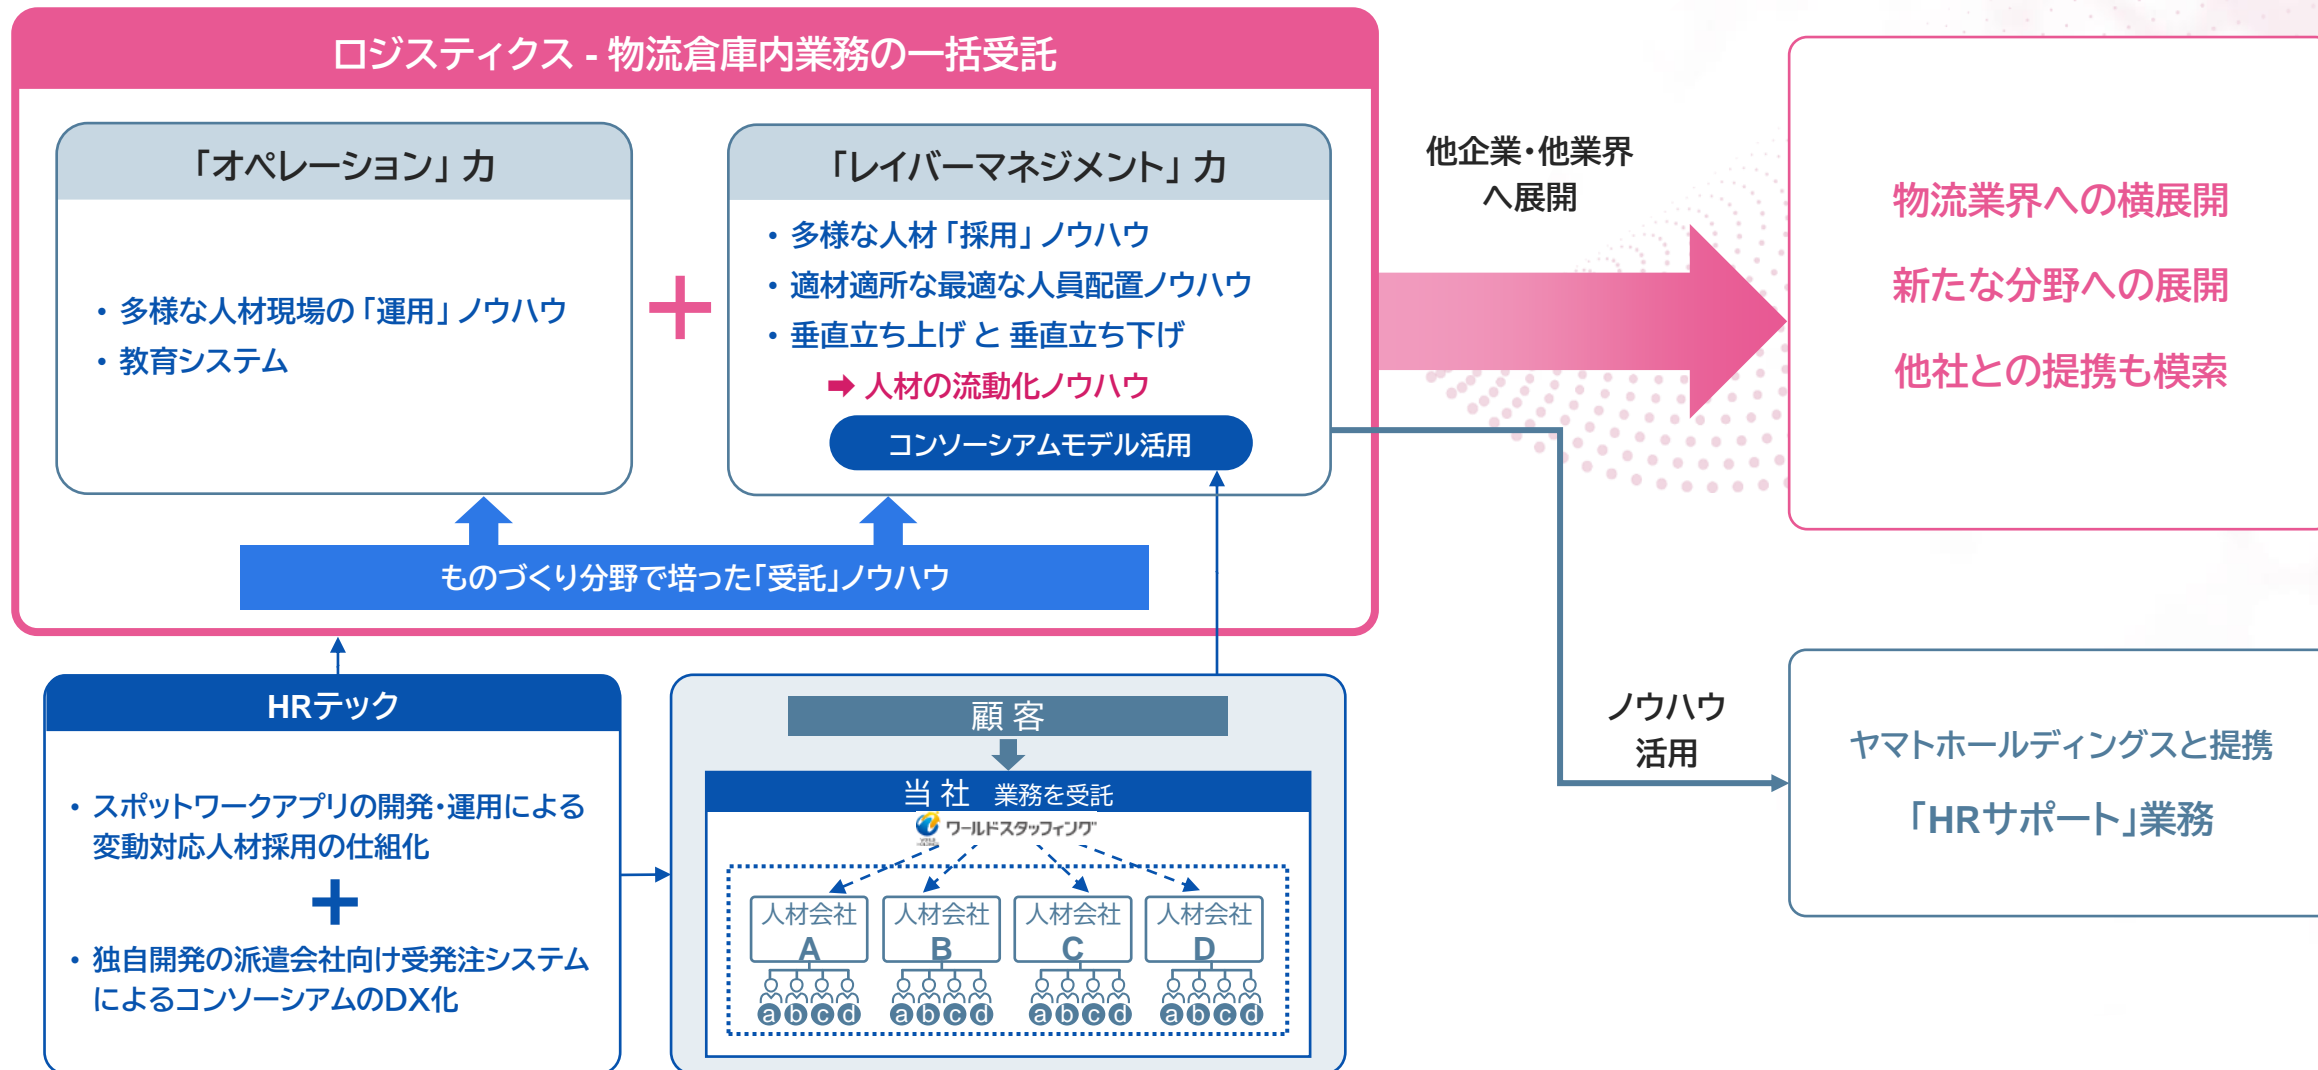 ロジスティクス - 物流倉庫内業務の一括受託
「オペレーション」力
・多様な人材現場の「運用」ノウハウ
・教育システム
「レイバーマネジメント」力
・多様な人材「採用」ノウハウ
・適材適所な最適な人員配置ノウハウ
・垂直立ち上げ と 垂直立ち下げ
➡ 人材の流動化ノウハウ
コンソーシアムモデル活用
ものづくり分野で培った「受託」ノウハウ
他企業・他業界
へ展開
物流業界への横展開
新たな分野への展開
他社との提携も模索
HRテック
・スポットワークアプリの開発・運用による
変動対応人材採用の仕組化
・独自開発の派遣会社向け受発注システム
によるコンソーシアムのDX化
顧客
当社 業務を受託
ワールドスタッフィング
人材会社
A
人材会社
B
人材会社
C
人材会社
D
a b c d
a b c d
a b c d
a b c d
ノウハウ
活用
ヤマトホールディングスと提携
「HRサポート」業務